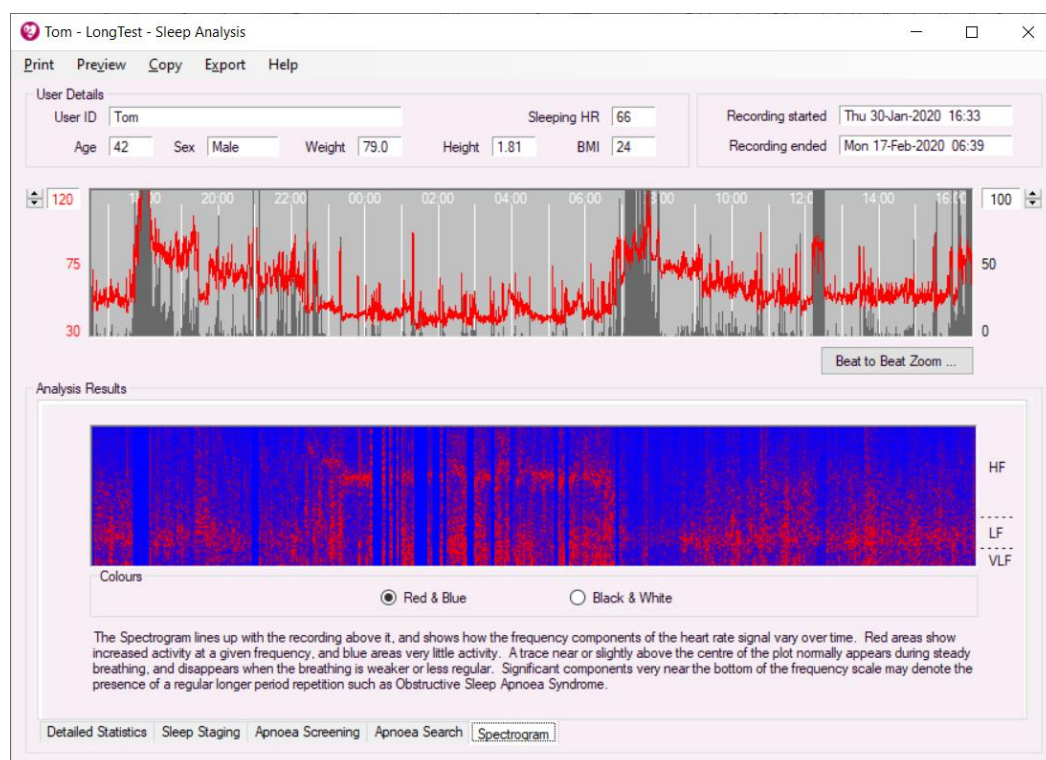 Tom - LongTest - Sleep Analysis
Print Preview Copy Export Help
User Details
User ID Tom Sleeping HR 66 Recording started Thu 30-Jan-2020 16:33
Age 42 Sex Male Weight 79.0 Height 1.81 BMI 24 Recording ended Mon 17-Feb-2020 06:39
120 20:00 22:00 00:00 02:00 04:00 06:00 10:00 14:00 100
75 50
30 0
Beat to Beat Zoom ...
Analysis Results
HF
LF
VLF
Colours
Red & Blue Black & White
The Spectrogram lines up with the recording above it, and shows how the frequency components of the heart rate signal vary over time. Red areas show
increased activity at a given frequency, and blue areas very little activity. A trace near or slightly above the centre of the plot normally appears during steady
breathing, and disappears when the breathing is weaker or less regular. Significant components very near the bottom of the frequency scale may denote the
presence of a regular longer period repetition such as Obstructive Sleep Apnoea Syndrome.
Detailed Statistics Sleep Staging Apnoea Screening Apnoea Search Spectrogram